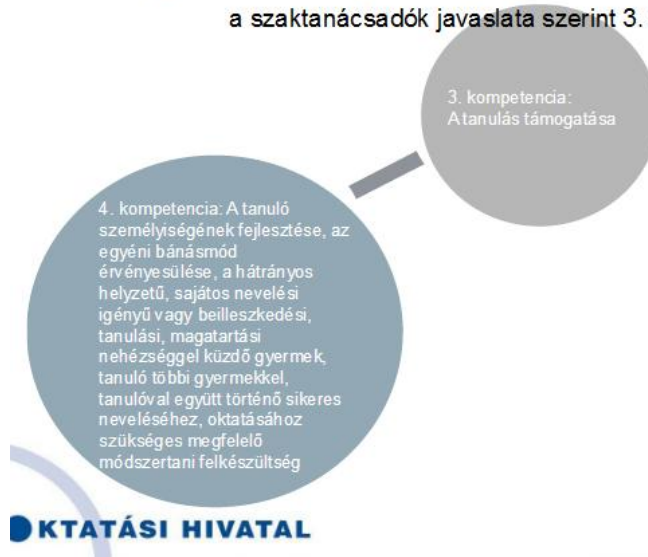 a szaktanácsadók javaslata szerint 3.
3. kompetencia:
A tanulás támogatása
4. kompetencia: A tanuló
személyiségének fejlesztése, az
egyéni bánásmód
érvényesülése, a hátrányos
helyzetű, sajátos nevelési
igényű vagy beilleszkedési,
tanulási, magatartási
nehézséggel küzdő gyermek,
tanuló többi gyermekkel,
tanulóval együtt történő sikeres
neveléséhez, oktatásához
szükséges megfelelő
módszertani felkészültség
OKTATÁSI HIVATAL